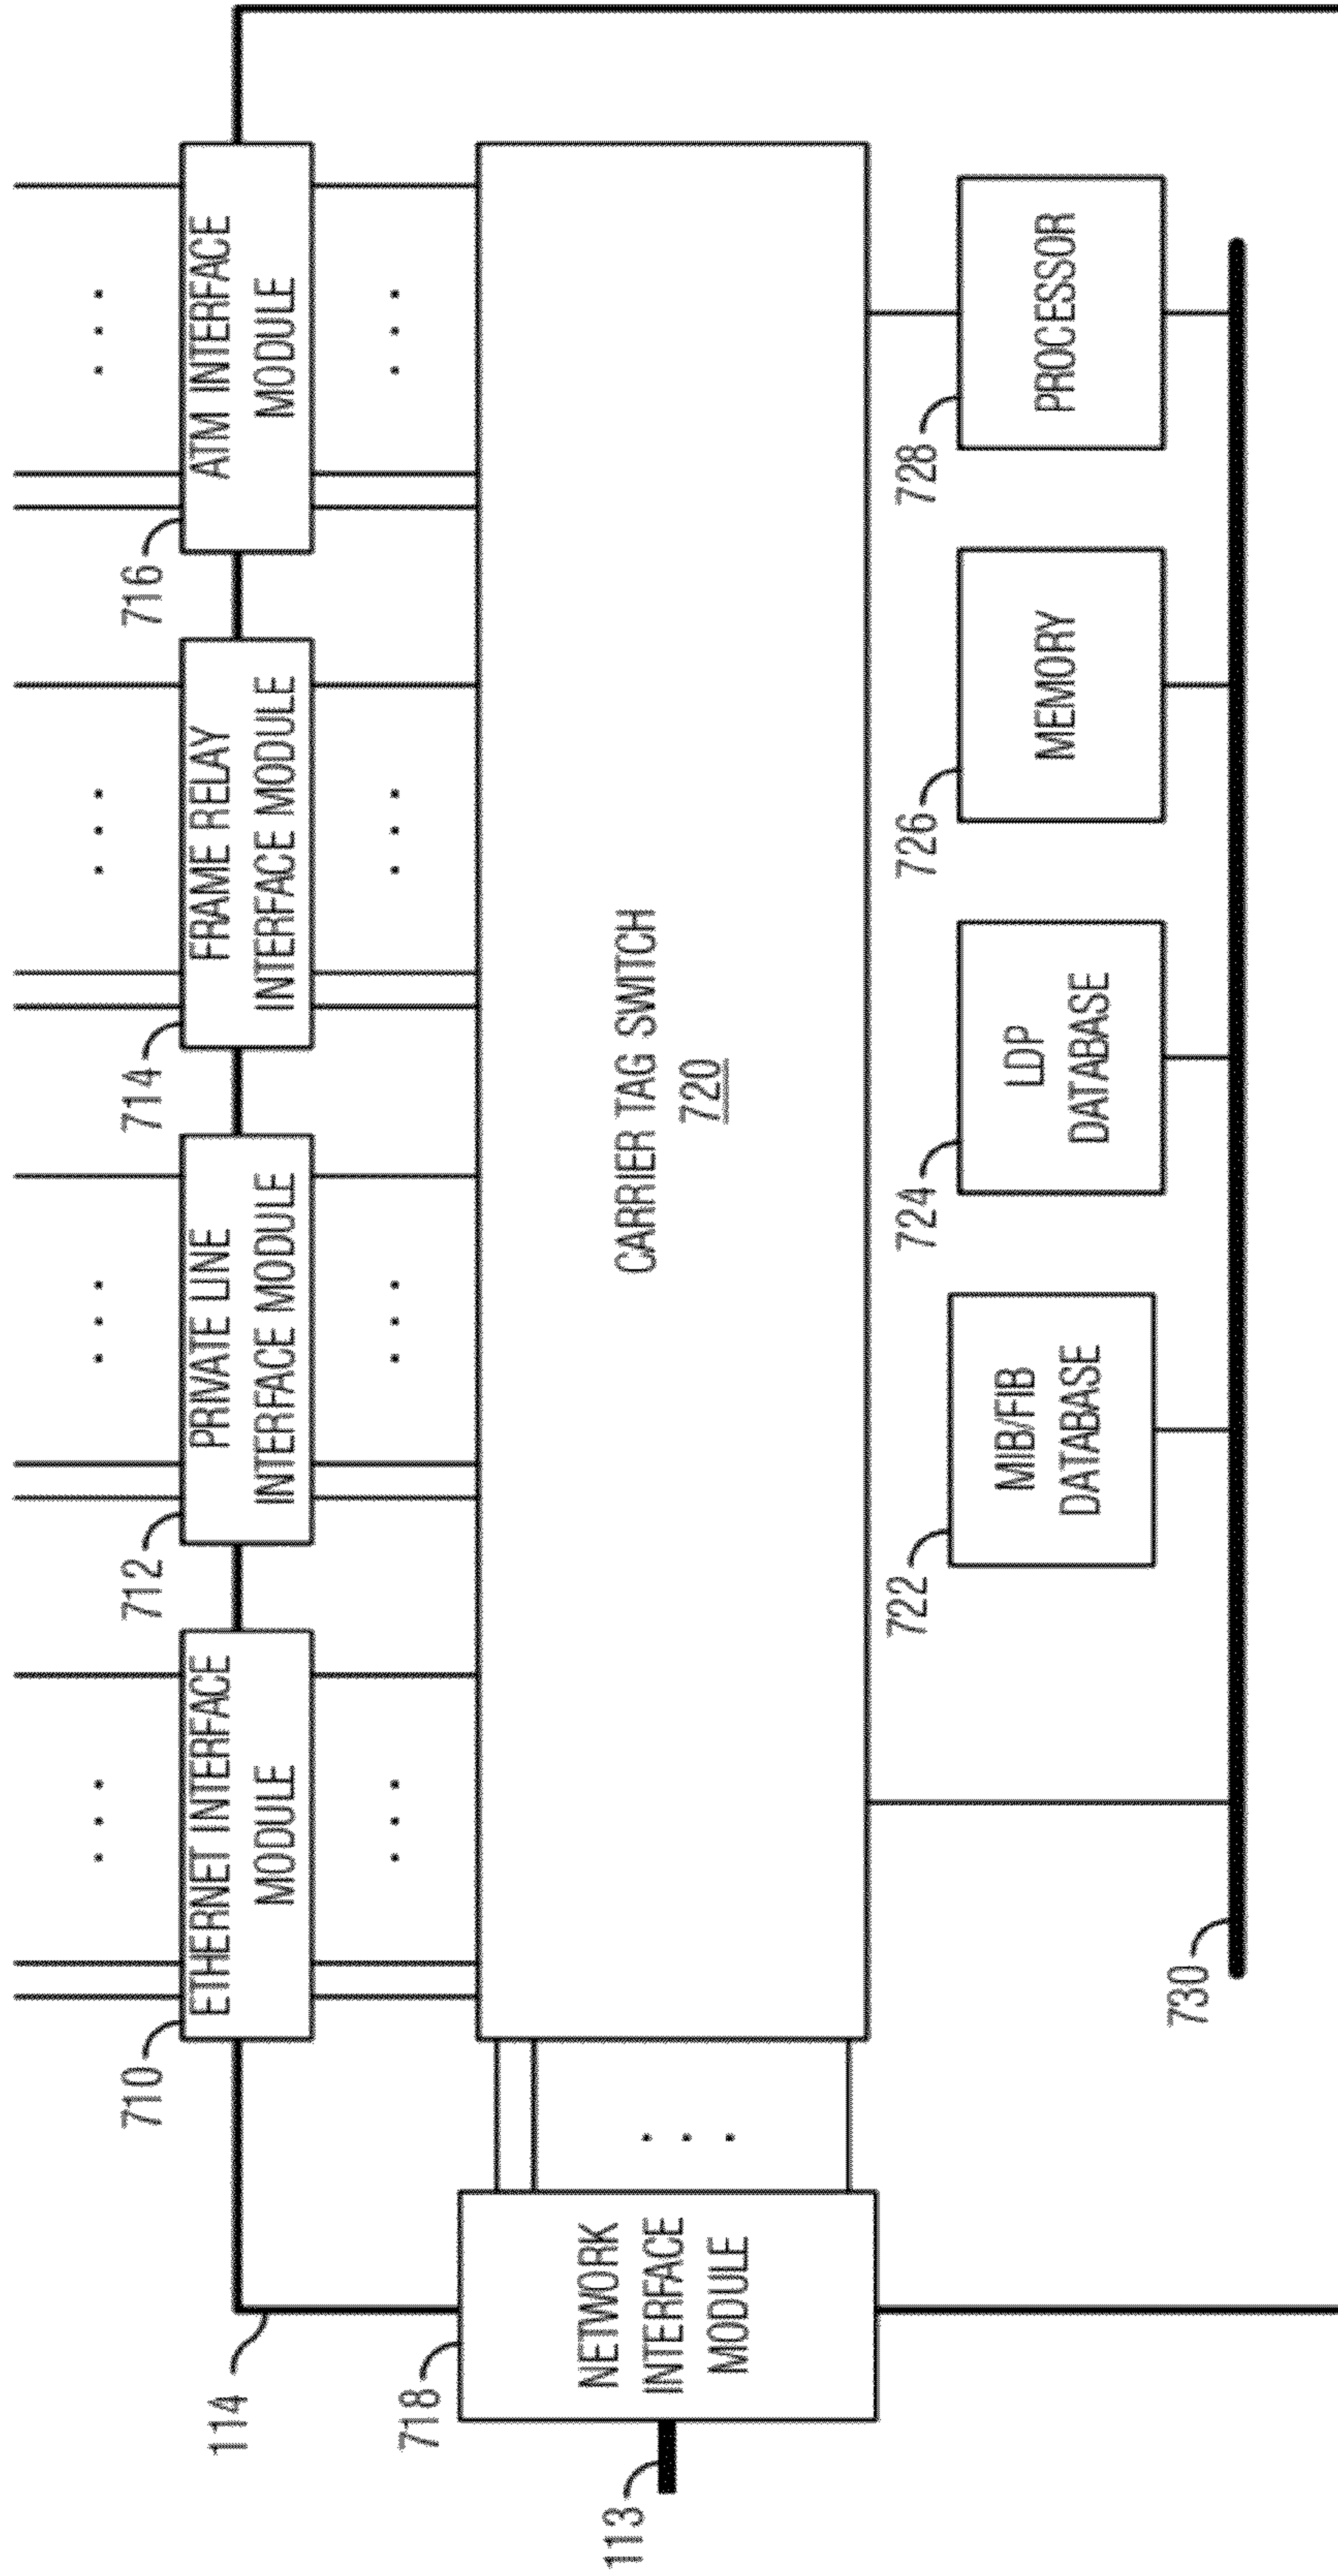 114
710
ETHERNET INTERFACE
MODULE
712
PRIVATE LINE
INTERFACE MODULE
714
FRAME RELAY
INTERFACE MODULE
716
ATM INTERFACE
MODULE
113
718
NETWORK
INTERFACE
MODULE
CARRIER TAG SWITCH
720
722
MIB/FIB
DATABASE
724
LDP
DATABASE
726
MEMORY
728
PROCESSOR
730